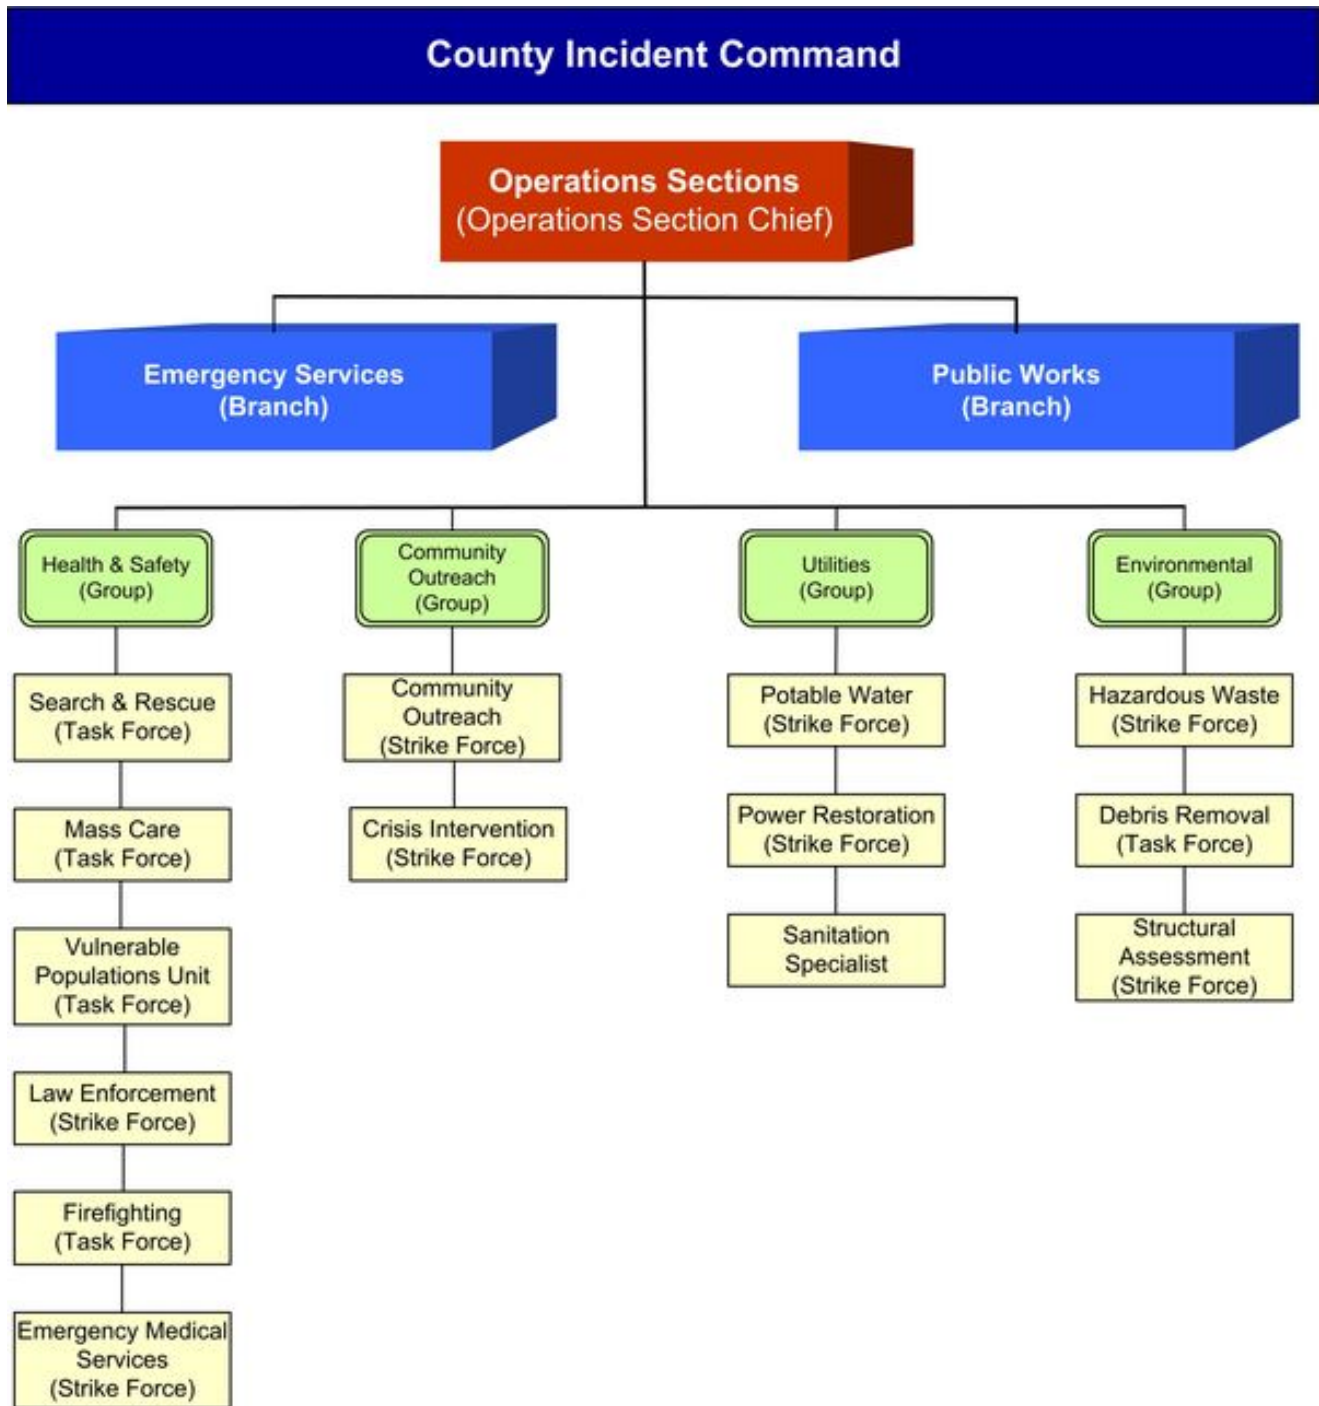 County Incident Command
Operations Sections
(Operations Section Chief)
Emergency Services
(Branch)
Public Works
(Branch)
Health & Safety
(Group)
Community
Outreach
(Group)
Utilities
(Group)
Environmental
(Group)
Search & Rescue
(Task Force)
Mass Care
(Task Force)
Vulnerable
Populations Unit
(Task Force)
Law Enforcement
(Strike Force)
Firefighting
(Task Force)
Emergency Medical
Services
(Strike Force)
Community
Outreach
(Strike Force)
Crisis Intervention
(Strike Force)
Potable Water
(Strike Force)
Power Restoration
(Strike Force)
Sanitation
Specialist
Hazardous Waste
(Strike Force)
Debris Removal
(Task Force)
Structural
Assessment
(Strike Force)